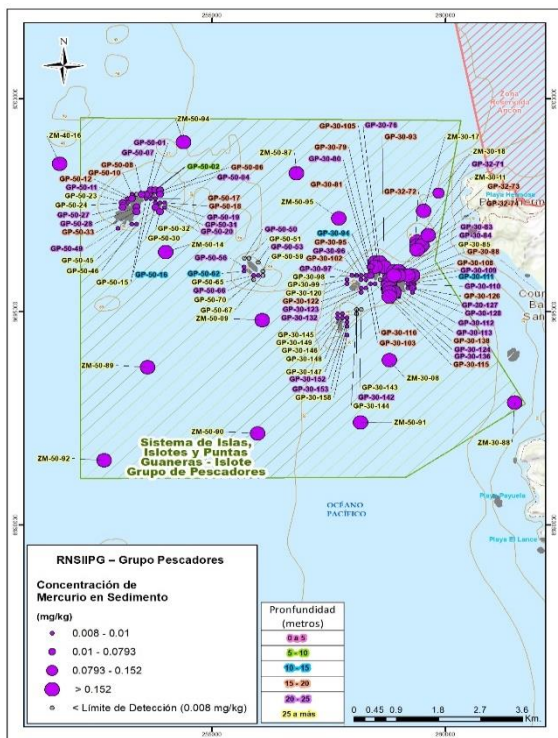 N
Zona
Reservada
Ancón
ZM-50-94
ZM-40-16
GP-50-01
GP-50-07
GP-50-08
GP-50-10
GP-50-12
GP-50-11
GP-50-23
GP-50-24
GP-50-27
GP-50-28
GP-50-33
GP-50-49
GP-50-45
GP-50-46
GP-50-15
GP-50-02
GP-50-06
GP-50-04
GP-50-17
GP-50-18
GP-50-19
GP-50-31
GP-50-20
GP-50-32
GP-50-30
GP-50-16
ZM-50-87
ZM-50-95
ZM-50-14
GP-50-56
GP-50-62
GP-50-65
GP-50-66
GP-50-70
GP-50-67
ZM-50-09
GP-50-50
GP-50-51
GP-50-53
GP-50-59
GP-30-105
GP-30-79
GP-30-80
GP-30-81
GP-30-76
GP-30-93
ZM-30-17
ZM-30-18
GP-32-71
ZM-30-11
GP-32-73
GP-32-74
GP-32-72
GP-30-94
GP-30-95
GP-30-96
GP-30-102
GP-30-97
GP-30-98
GP-30-99
GP-30-120
GP-30-122
GP-30-123
GP-30-132
GP-30-83
GP-30-84
GP-30-85
GP-30-88
GP-30-108
GP-30-109
GP-30-111
GP-30-110
GP-30-126
GP-30-127
GP-30-128
GP-30-112
GP-30-113
GP-30-138
GP-30-124
GP-30-136
GP-30-115
GP-30-145
GP-30-149
GP-30-146
GP-30-148
GP-30-147
GP-30-152
GP-30-153
GP-30-156
GP-30-116
GP-30-103
ZM-30-08
GP-30-143
GP-30-142
GP-30-144
ZM-50-91
ZM-30-88
ZM-50-89
ZM-50-90
ZM-50-92
Sistema de Islas,
Islotes y Puntas
Guaneras - Islote
Grupo de Pescadores
OCÉANO
PACÍFICO
Playa Payuela
Playa El Lance
RNSIIPG – Grupo Pescadores
Concentración de
Mercurio en Sedimento
(mg/kg)
0.008 - 0.01
0.01 - 0.0793
0.0793 - 0.152
> 0.152
< Límite de Detección (0.008 mg/kg)
Pronfundidad
(metros)
0 a 5
5 - 10
10 - 15
15 - 20
20 - 25
25 a más
0 0.45 0.9 1.8 2.7 3.6
Km.